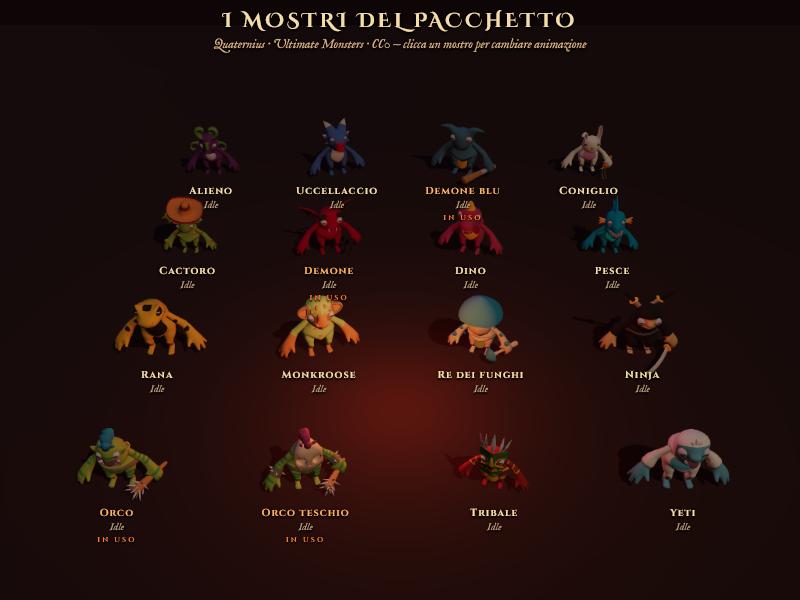 I MOSTRI DEL PACCHETTO
Quaternius · Ultimate Monsters · CC0 — clicca un mostro per cambiare animazione
ALIENO
Idle
UCCELLACCIO
Idle
DEMONE BLU
Idle
IN USO
CONIGLIO
Idle
CACTORO
Idle
DEMONE
Idle
IN USO
DINO
Idle
PESCE
Idle
RANA
Idle
MONKROOSE
Idle
RE DEI FUNGHI
Idle
NINJA
Idle
ORCO
Idle
IN USO
ORCO TESCHIO
Idle
IN USO
TRIBALE
Idle
YETI
Idle